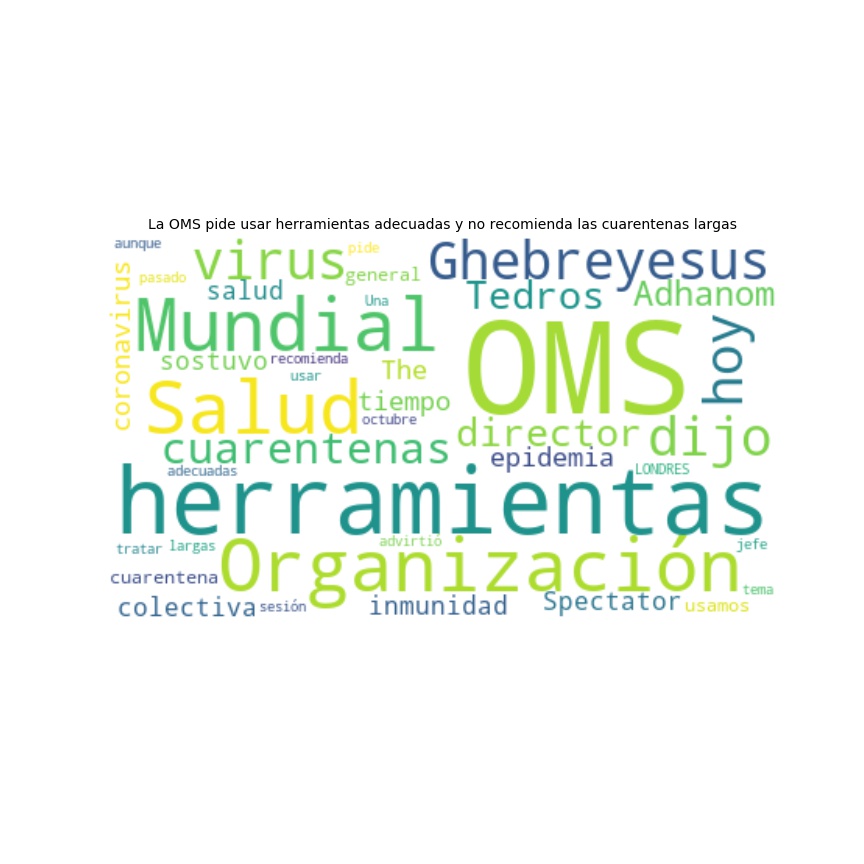 La OMS pide usar herramientas adecuadas y no recomienda las cuarentenas largas
aunque
virus
pide
Ghebreyesus
coronavirus
pasado
general
salud
Una
Tedros
Adhanom
Mundial
OMS
hoy
sostuvo
recomienda
usar
The
Salud
tiempo
octubre
cuarentenas
director
dijo
epidemia
adecuadas
LONDRES
herramientas
tratar
largas
advirtió
jefe
Organización
cuarentena
tema
colectiva
sesión
inmunidad
Spectator
usamos